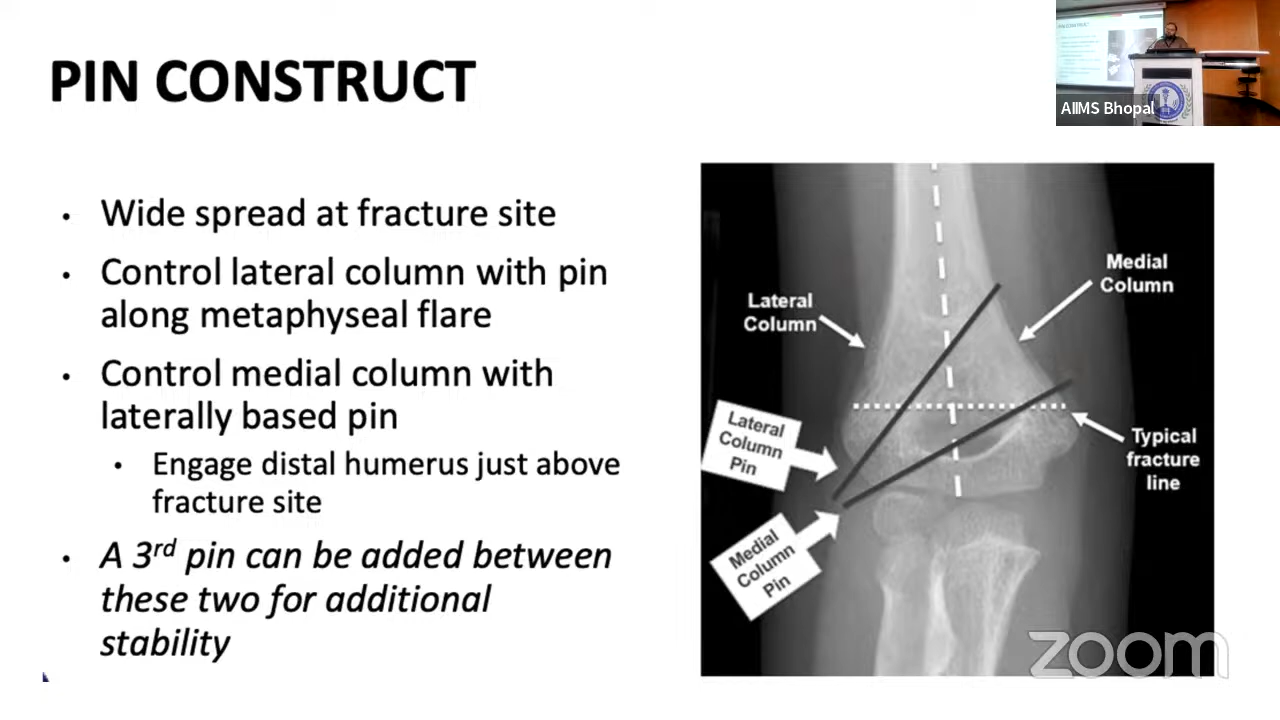 PIN CONSTRUCT
AIIMS Bhopal
• Wide spread at fracture site
• Control lateral column with pin
along metaphyseal flare
• Control medial column with
laterally based pin
• Engage distal humerus just above
fracture site
• A 3rd pin can be added between
these two for additional
stability
Lateral
Column
Medial
Column
Lateral
Column
Pin
Typical
fracture
line
Medial
Column
Pin
zoom